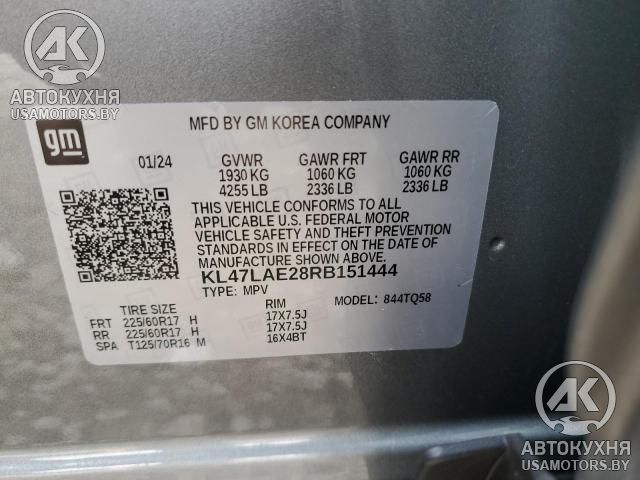 АК
АВТОКУХНЯ
USAMOTORS.BY
gm
MFD BY GM KOREA COMPANY
01/24 GVWR GAWR FRT GAWR RR
1930 KG 1060 KG 1060 KG
4255 LB 2336 LB 2336 LB
THIS VEHICLE CONFORMS TO ALL
APPLICABLE U.S. FEDERAL MOTOR
VEHICLE SAFETY AND THEFT PREVENTION
STANDARDS IN EFFECT ON THE DATE OF
MANUFACTURE SHOWN ABOVE.
KL47LAE28RB151444
TYPE: MPV MODEL: 844TQ58
TIRE SIZE RIM
FRT 225/60R17 H 17X7.5J
RR 225/60R17 H 17X7.5J
SPA T125/70R16 M 16X4BT
АК
АВТОКУХНЯ
USAMOTORS.BY